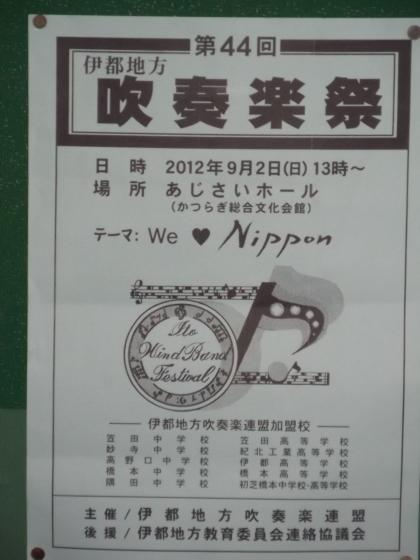 第44回
伊都地方
吹奏楽祭
日時 2012年9月2日(日) 13時～
場所 あじさいホール
(かつらぎ総合文化会館)
テーマ: We ♥ Nippon
Ito
Wind Band
Festival
伊都地方吹奏楽連盟加盟校
笠田中学校 笠田高等学校
妙寺中学校 紀北工業高等学校
高野口中学校 伊都高等学校
橋本中学校 橋本高等学校
隅田中学校 初芝橋本中学校・高等学校
主催/伊都地方吹奏楽連盟
後援/伊都地方教育委員会連絡協議会